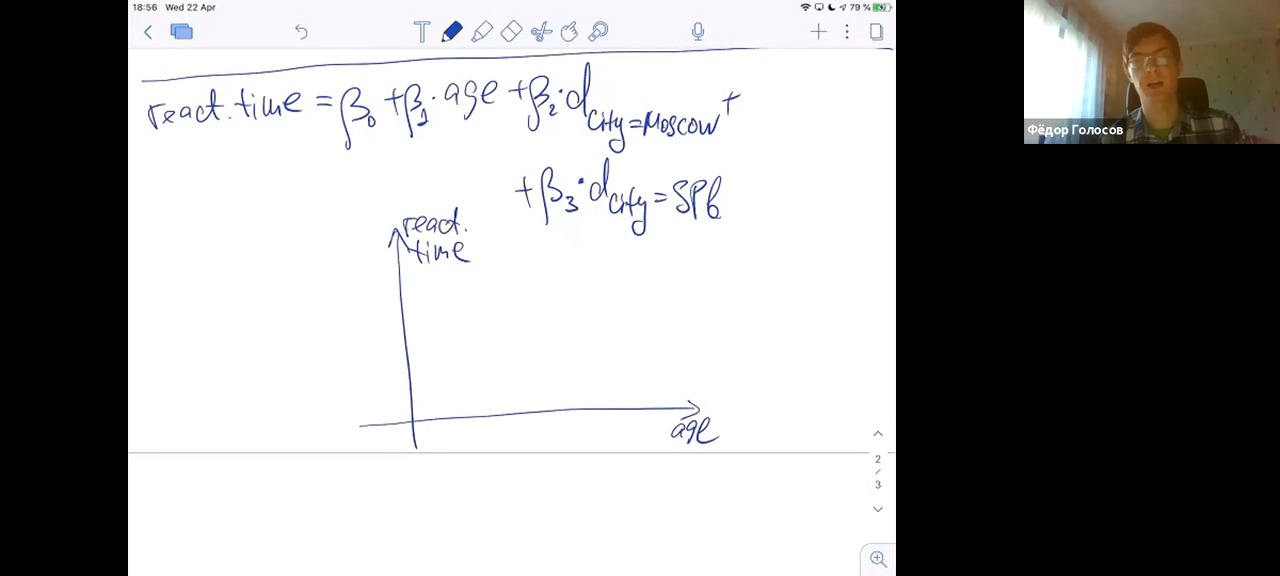 18:56 Wed 22 Apr
79 %
react.time = β₀ + β₁·age + β₂·d city=Moscow +
+ β₃·d city=SPb
react.
time
age
2
/
3
Фёдор Голосов